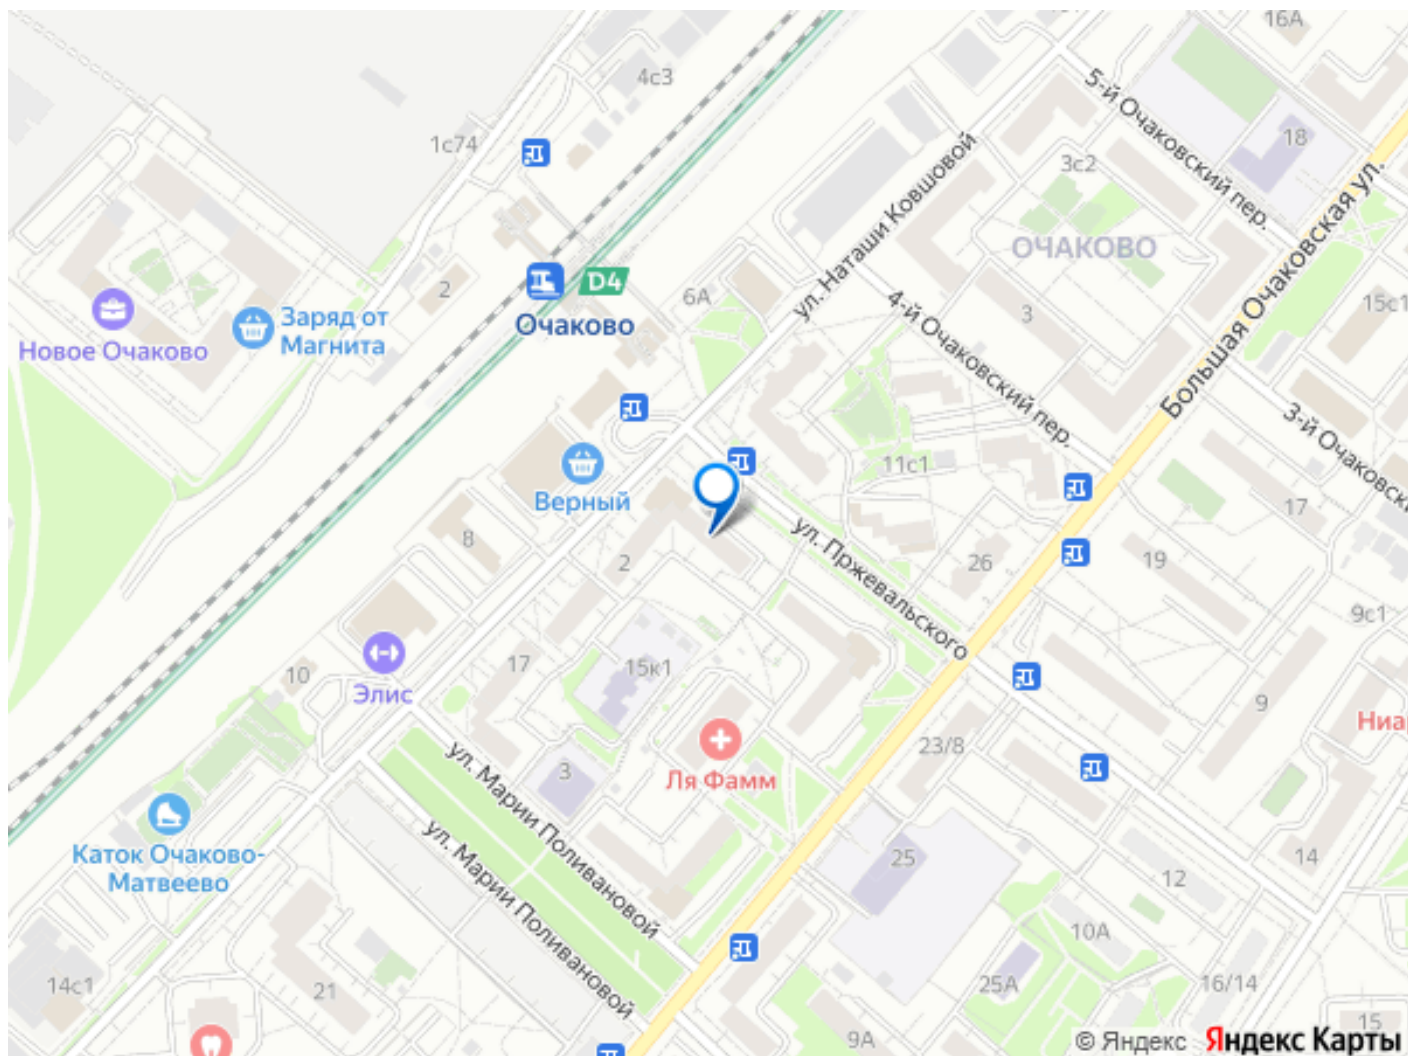 16А
4с3
5-й Очаковский пер.
1с74
18
3с2
ул. Наташи Ковшовой
ОЧАКОВО
Большая Очаковская ул.
D4
2
6А
Очаково
3
15с1
Заряд от
Магнита
Новое Очаково
4-й Очаковский пер.
3-й Очаковский
11с1
Верный
17
8
ул. Пржевальского
2
26
19
9с1
17
15к1
10
Элис
9
Ниар
23/8
ул. Марии Поливановой
3
Ля Фамм
Каток Очаково-
Матвеево
ул. Марии Поливановой
25
14
12
10А
14с1
21
25А
16/14
9А
15
© Яндекс Яндекс Карты